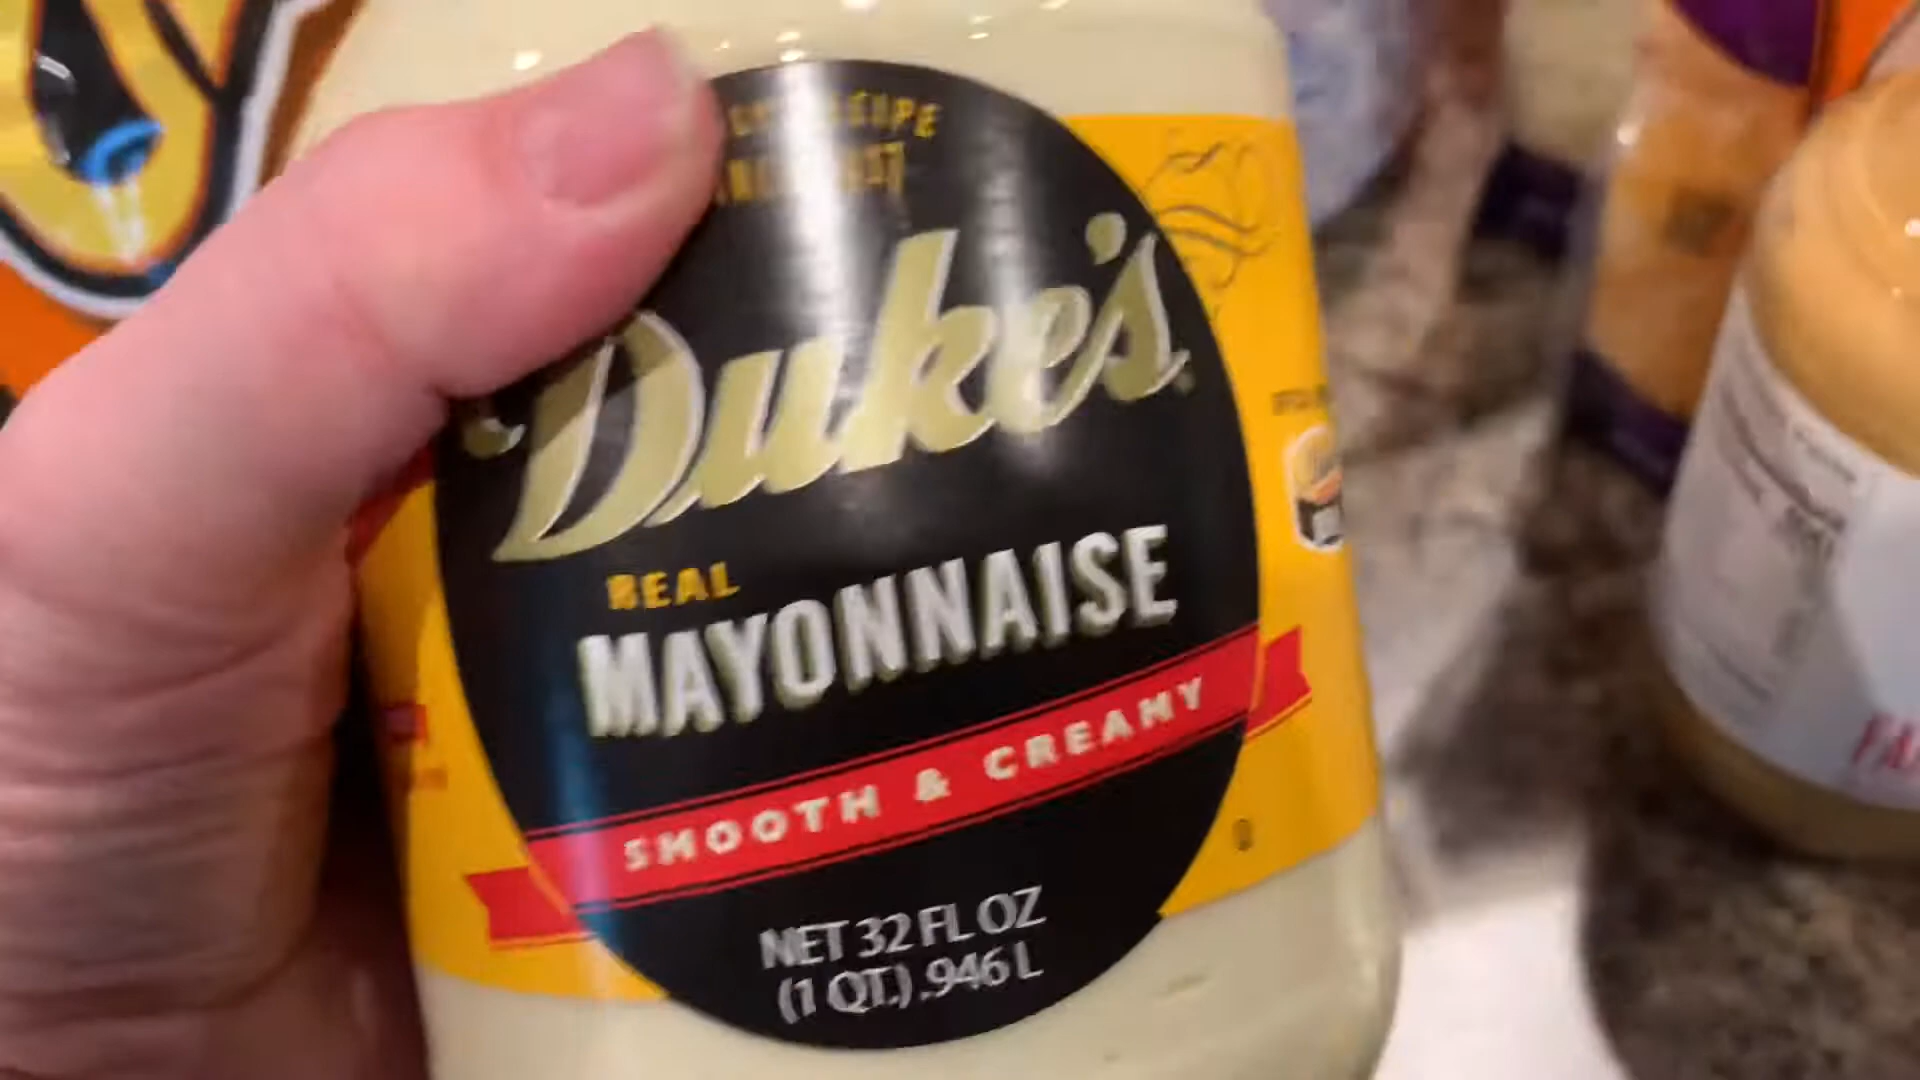 Duke's
REAL
MAYONNAISE
SMOOTH & CREAMY
NET 32 FL OZ
(1 QT.) .946 L